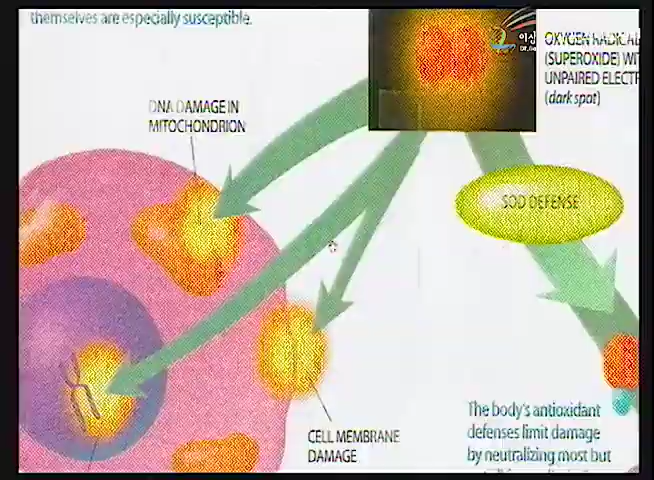 themselves are especially susceptible.
OXYGEN RADICAL
(SUPEROXIDE) WI
UNPAIRED ELECT
(dark spot)
DNA DAMAGE IN
MITOCHONDRION
SOD DEFENSE
CELL MEMBRANE
DAMAGE
The body's antioxidant
defenses limit damage
by neutralizing most but